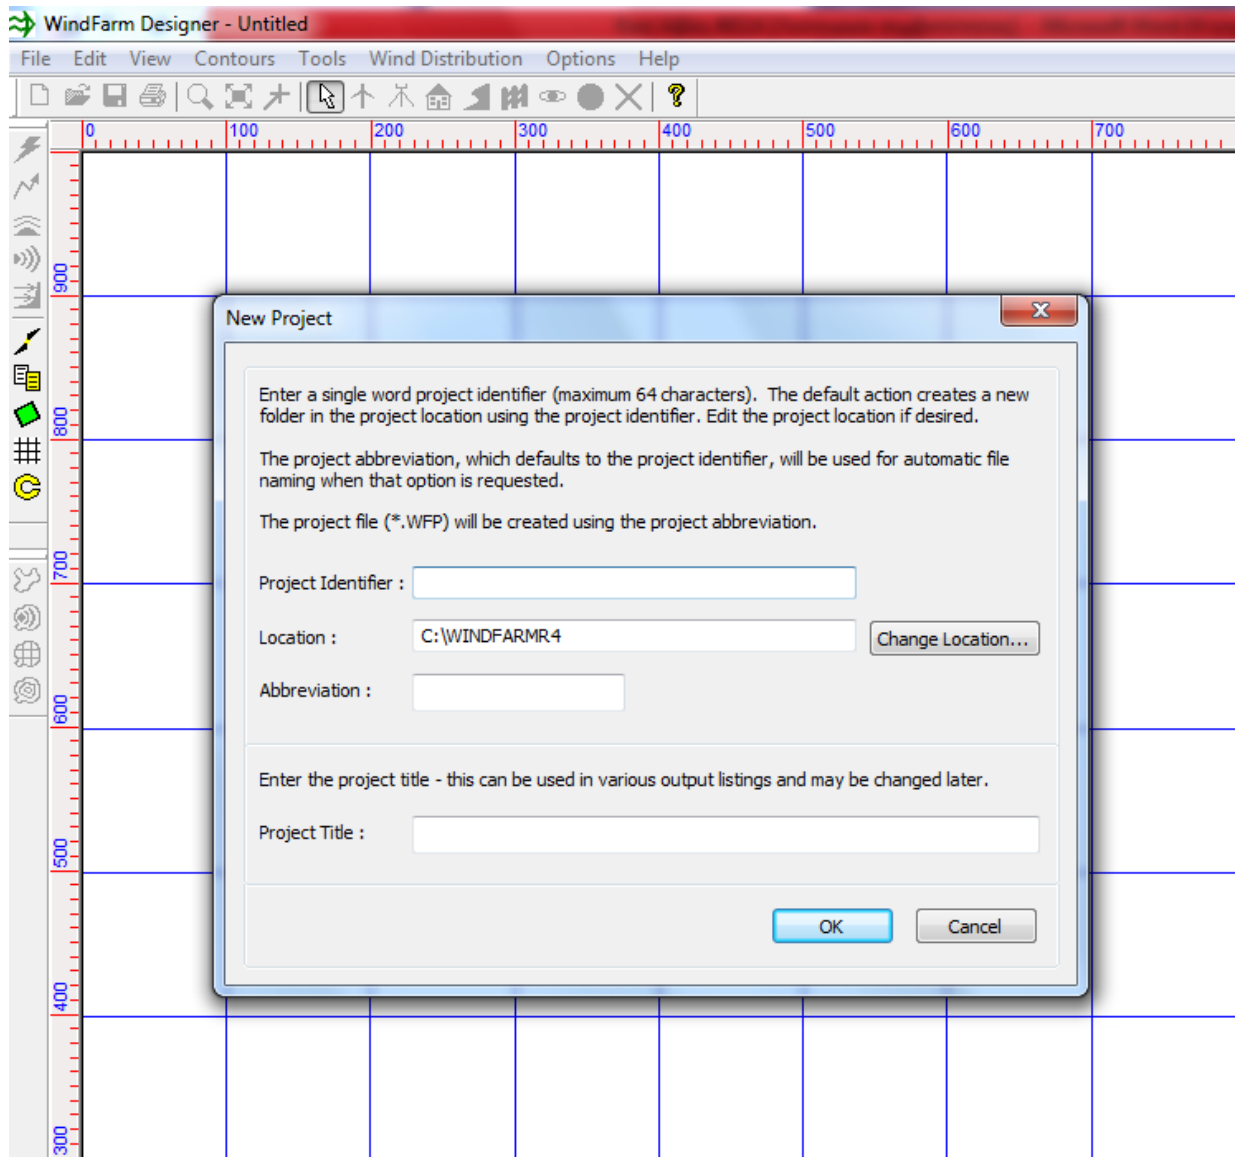 WindFarm Designer - Untitled
File Edit View Contours Tools Wind Distribution Options Help
0 100 200 300 400 500 600 700
900
800
700
600
500
400
300
New Project
Enter a single word project identifier (maximum 64 characters). The default action creates a new
folder in the project location using the project identifier. Edit the project location if desired.
The project abbreviation, which defaults to the project identifier, will be used for automatic file
naming when that option is requested.
The project file (*.WFP) will be created using the project abbreviation.
Project Identifier :
Location : C:\WINDFARMR4 Change Location...
Abbreviation :
Enter the project title - this can be used in various output listings and may be changed later.
Project Title :
OK Cancel